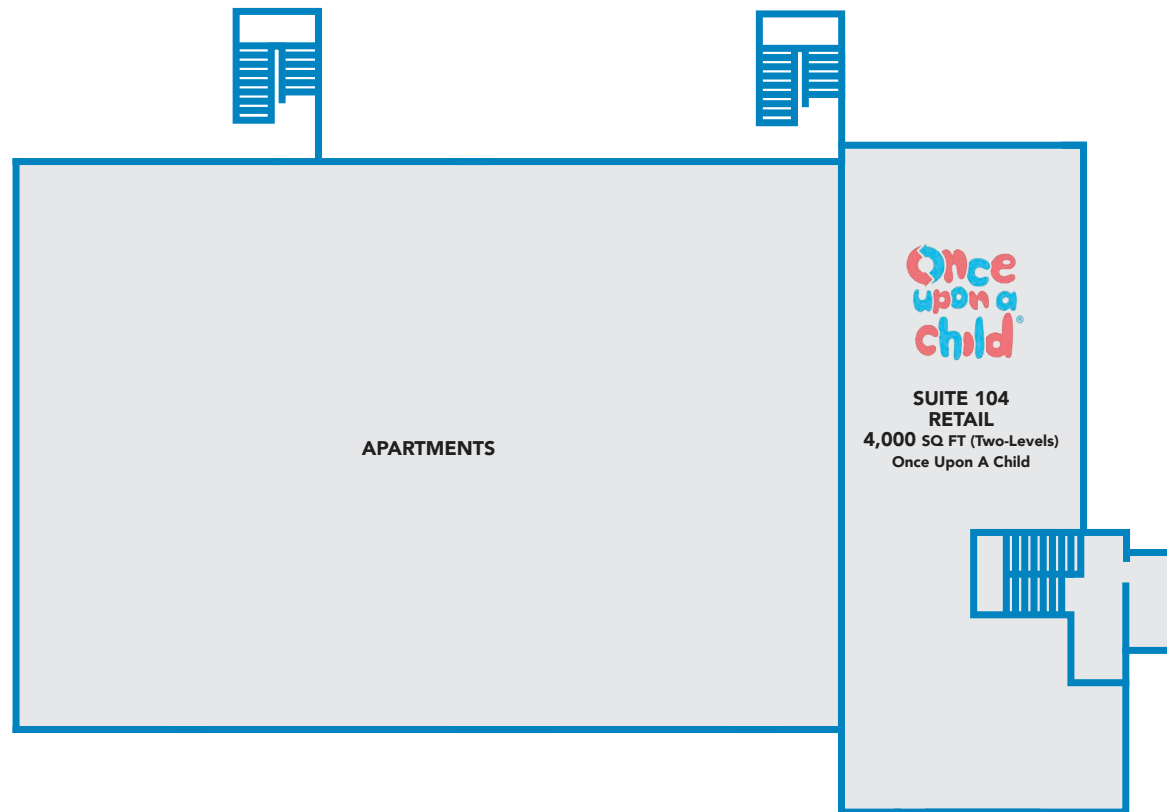 Once
upon a
child®
SUITE 104
RETAIL
4,000 SQ FT (Two-Levels)
Once Upon A Child
APARTMENTS